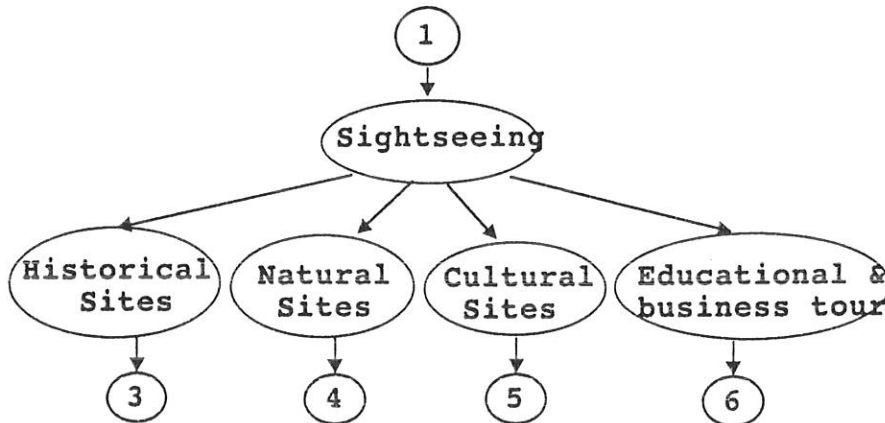 1
Sightseeing
Historical
Sites
Natural
Sites
Cultural
Sites
Educational &
business tour
3
4
5
6